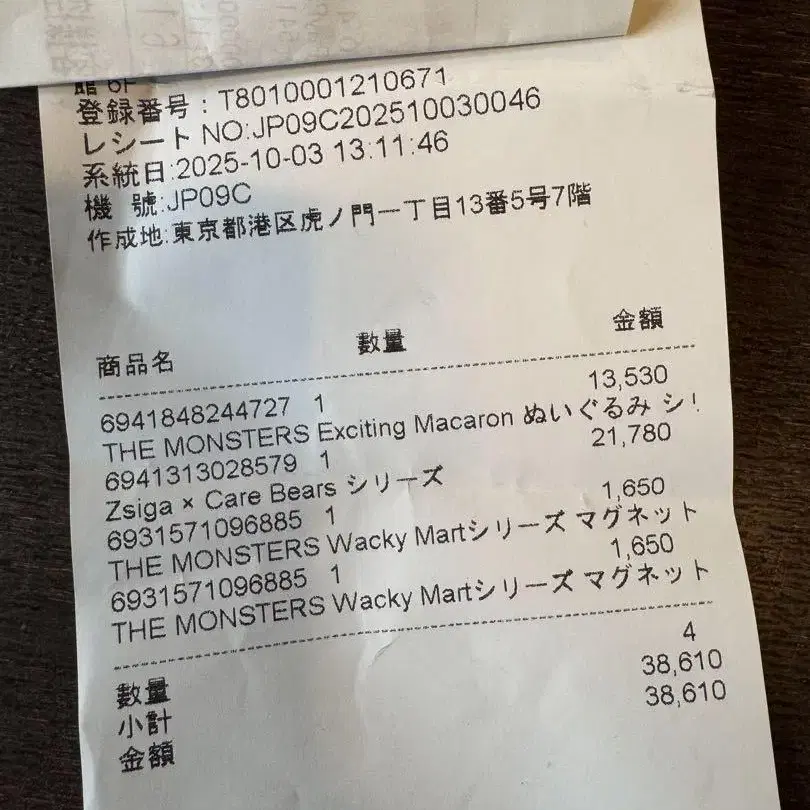 館 6F
登録番号：T8010001210671
レシート NO:JP09C202510030046
系統日:2025-10-03 13:11:46
機 號:JP09C
作成地:東京都港区虎ノ門一丁目13番5号7階
商品名 數量 金額
6941848244727 1 13,530
THE MONSTERS Exciting Macaron ぬいぐるみ シ
6941313028579 1 21,780
Zsiga × Care Bears シリーズ
6931571096885 1 1,650
THE MONSTERS Wacky Martシリーズ マグネット
6931571096885 1 1,650
THE MONSTERS Wacky Martシリーズ マグネット
數量 4
小計 38,610
金額 38,610